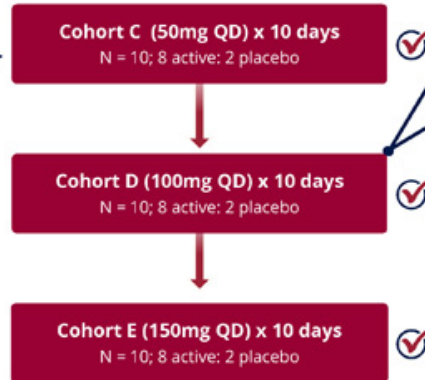 Cohort C (50mg QD) x 10 days
N = 10; 8 active: 2 placebo
Cohort D (100mg QD) x 10 days
N = 10; 8 active: 2 placebo
Cohort E (150mg QD) x 10 days
N = 10; 8 active: 2 placebo